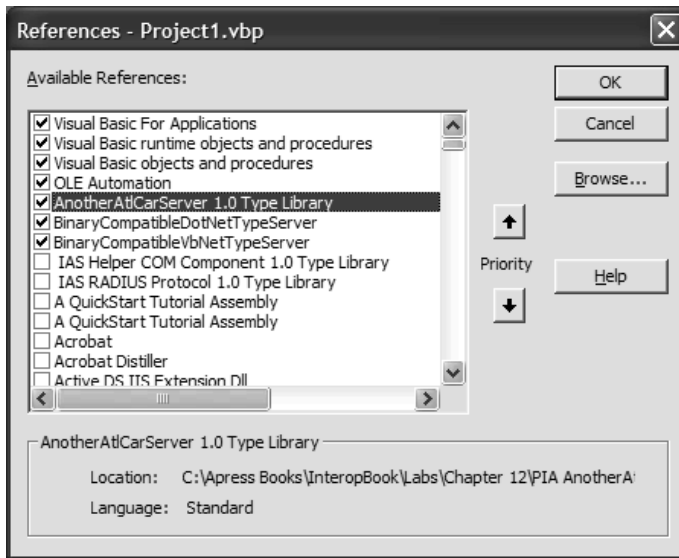 References - Project1.vbp
Available References:
Visual Basic For Applications
Visual Basic runtime objects and procedures
Visual Basic objects and procedures
OLE Automation
AnotherAtlCarServer 1.0 Type Library
BinaryCompatibleDotNetTypeServer
BinaryCompatibleVbNetTypeServer
IAS Helper COM Component 1.0 Type Library
IAS RADIUS Protocol 1.0 Type Library
A QuickStart Tutorial Assembly
A QuickStart Tutorial Assembly
Acrobat
Acrobat Distiller
Active DS IIS Extension Dll
OK
Cancel
Browse...
Priority
Help
AnotherAtlCarServer 1.0 Type Library
Location: C:\Apress Books\InteropBook\Labs\Chapter 12\PIA AnotherAt
Language: Standard